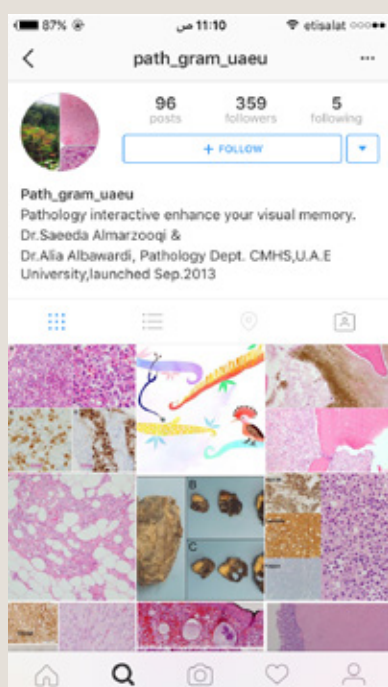 87% 11:10 ص etisalat
path_gram_uaeu
96 359 5
posts followers following
+ FOLLOW
Path_gram_uaeu
Pathology interactive enhance your visual memory.
Dr.Saeeda Almarzooqi &
Dr.Alia Albawardi, Pathology Dept. CMHS,U.A.E
University,launched Sep.2013
B
C